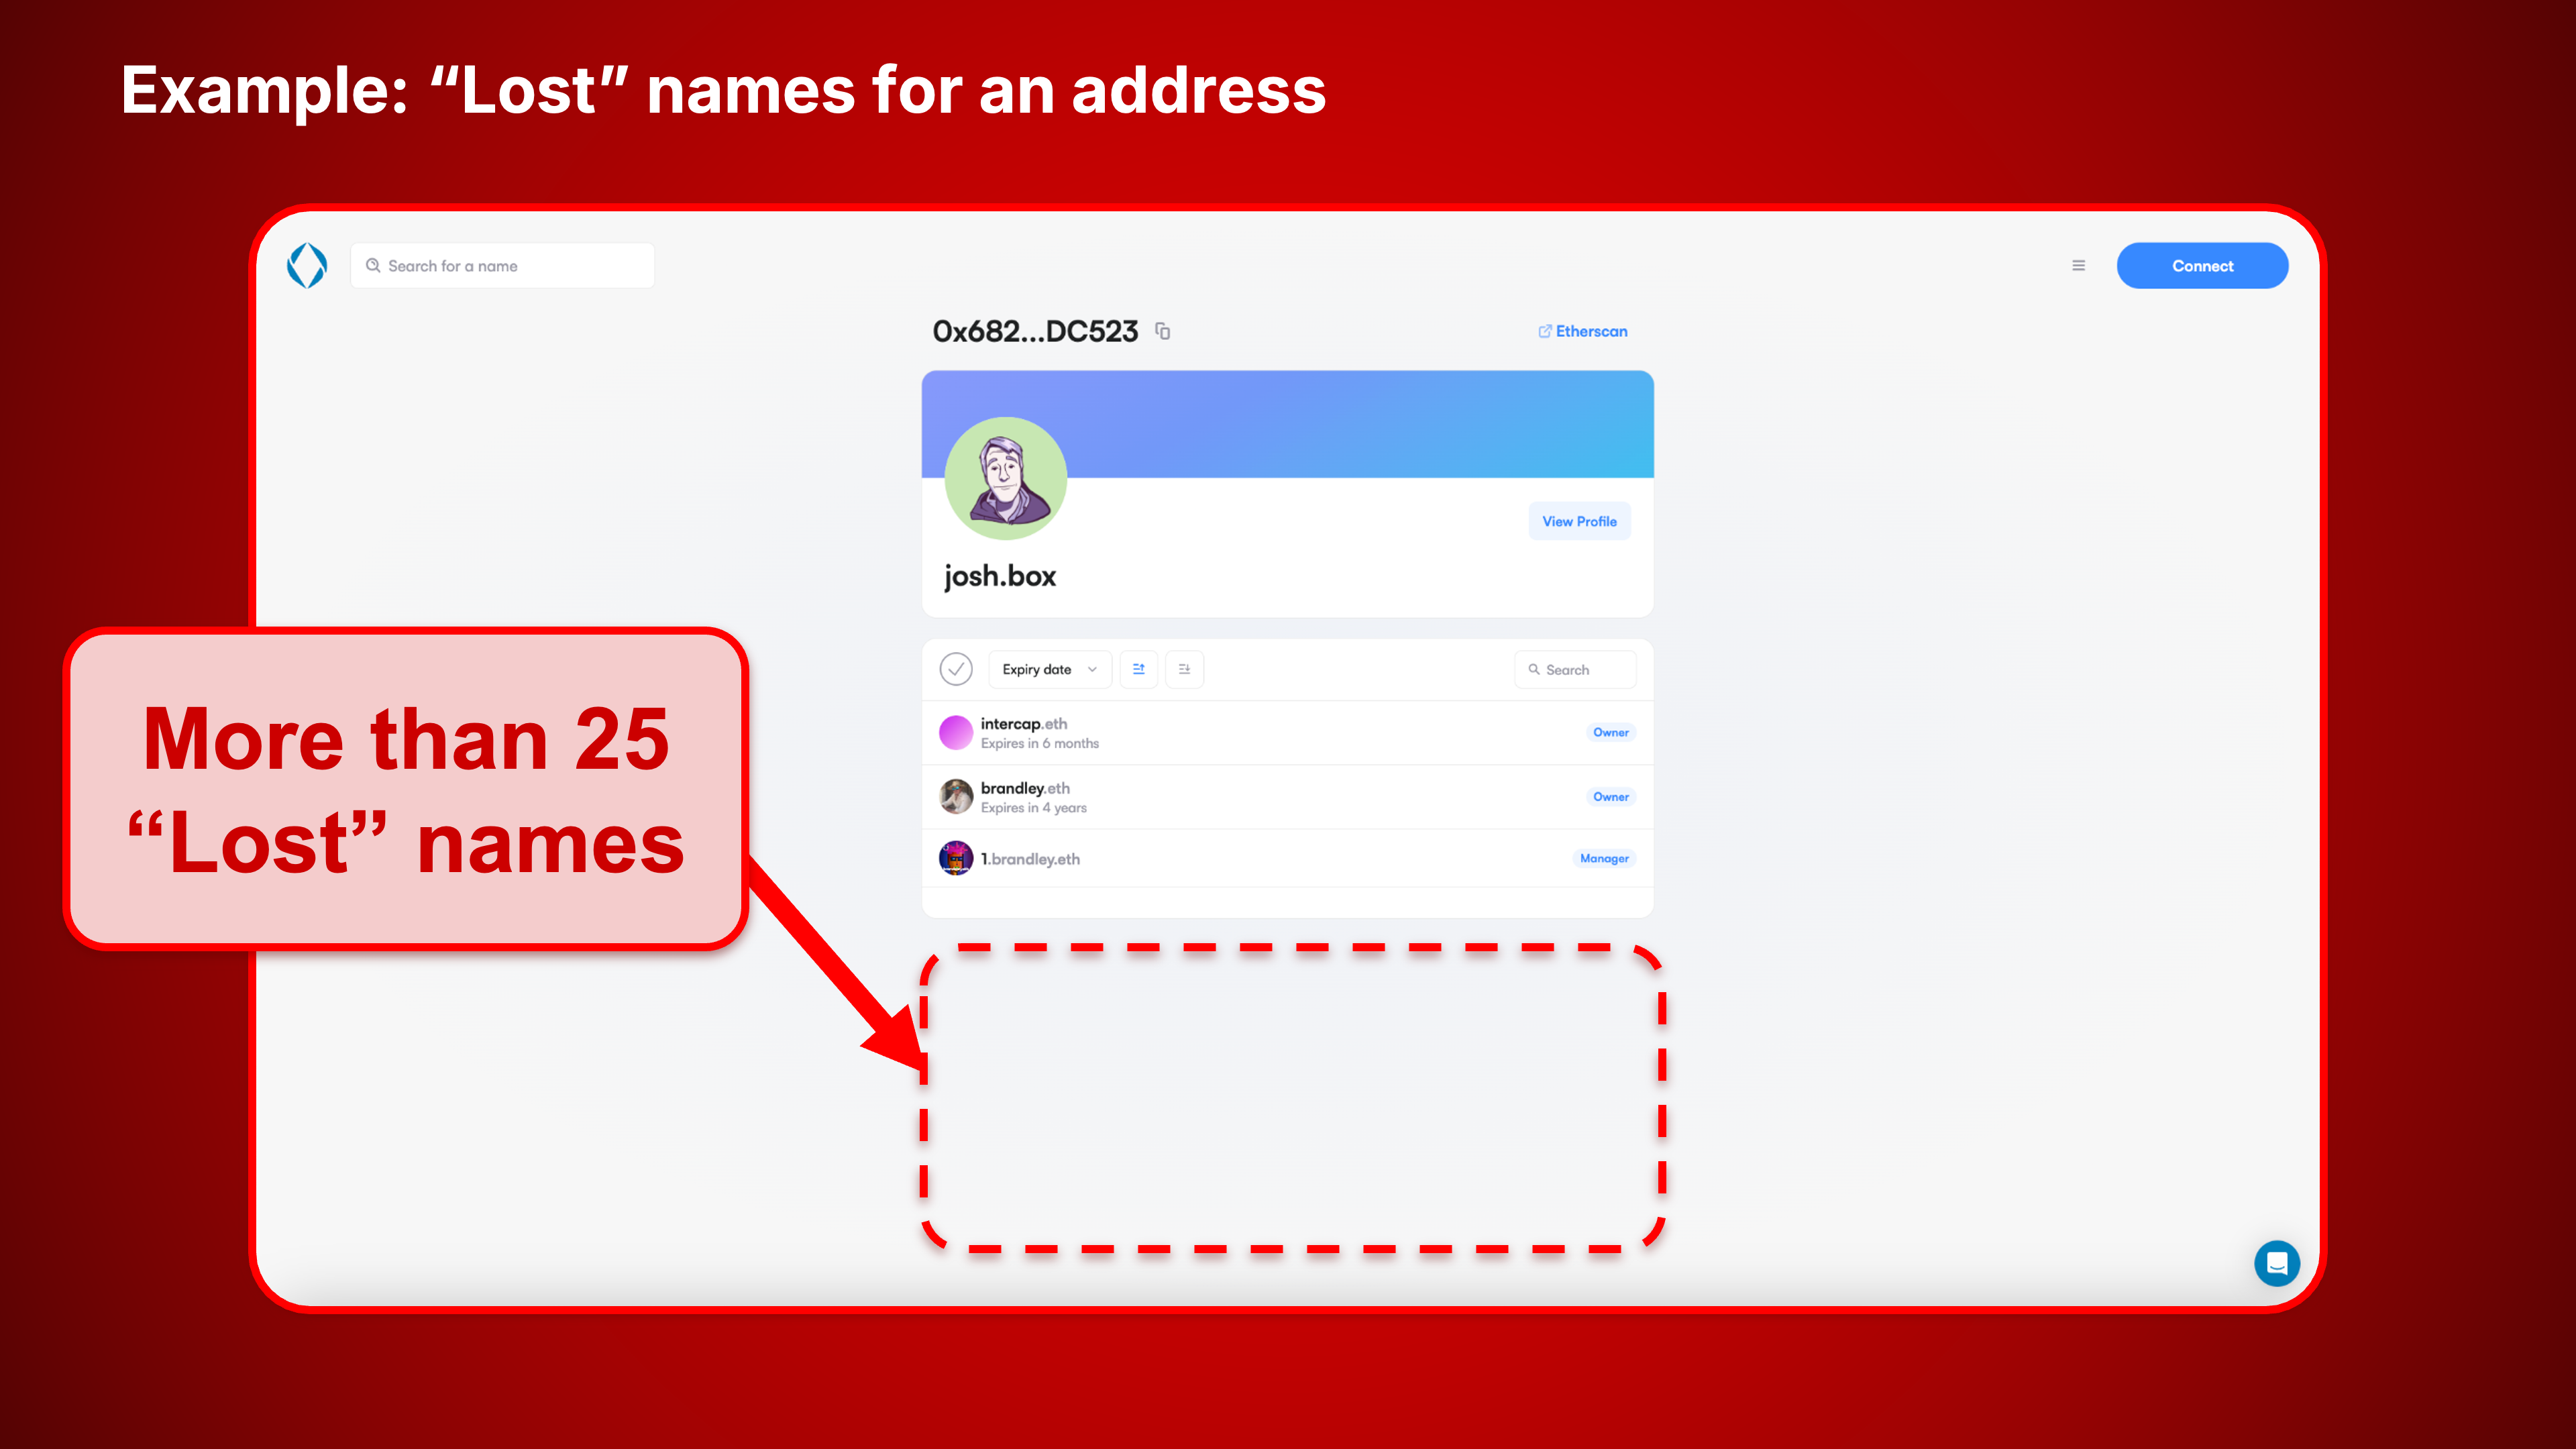 Example: “Lost” names for an address
Search for a name
Connect
0x682...DC523
Etherscan
View Profile
josh.box
Expiry date
Search
intercap.eth
Expires in 6 months
Owner
brandley.eth
Expires in 4 years
Owner
1.brandley.eth
Manager
More than 25
“Lost” names